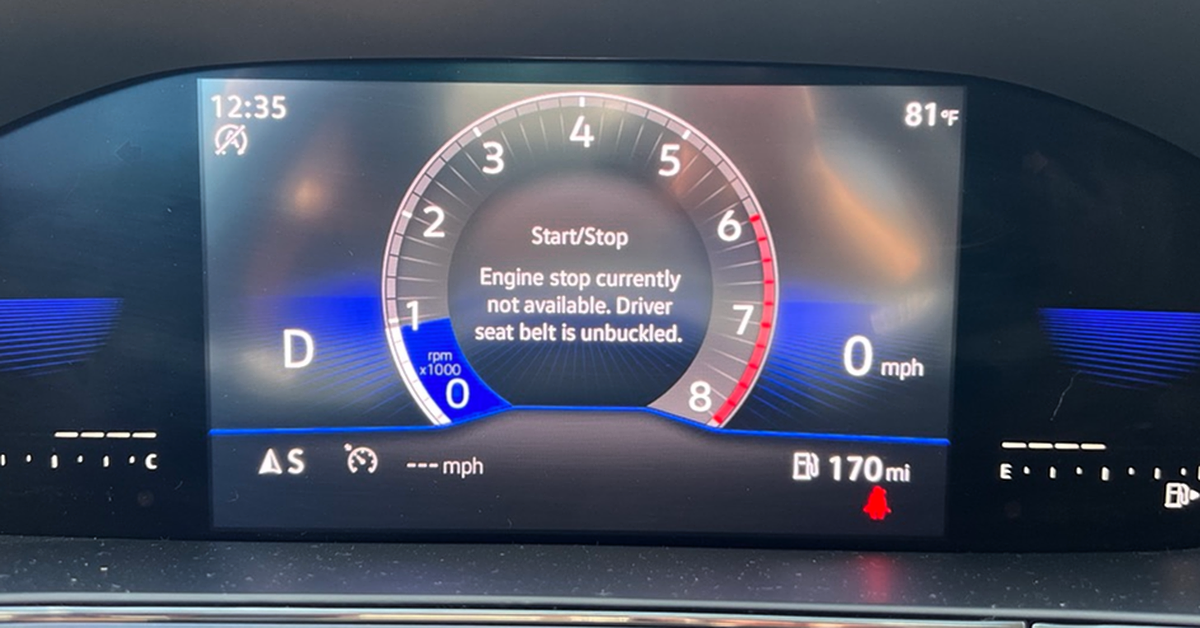 12:35
81°F
1
2
3
4
5
6
7
8
0
rpm
x1000
Start/Stop
Engine stop currently
not available. Driver
seat belt is unbuckled.
D
0 mph
S
--- mph
170 mi
C
E